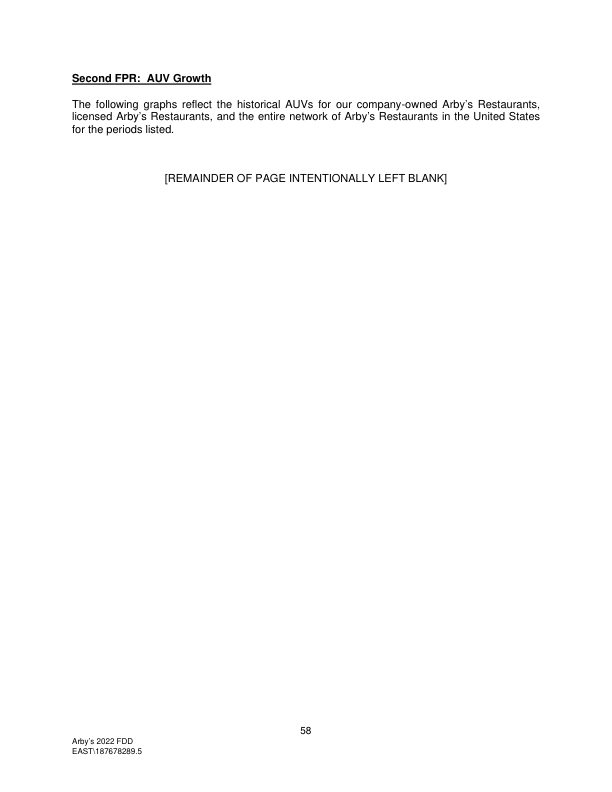 Second FPR: AUV Growth
The following graphs reflect the historical AUVs for our company-owned Arby's Restaurants,
licensed Arby's Restaurants, and the entire network of Arby's Restaurants in the United States
for the periods listed.
[REMAINDER OF PAGE INTENTIONALLY LEFT BLANK]
58
Arby's 2022 FDD
EAST\187678289.5